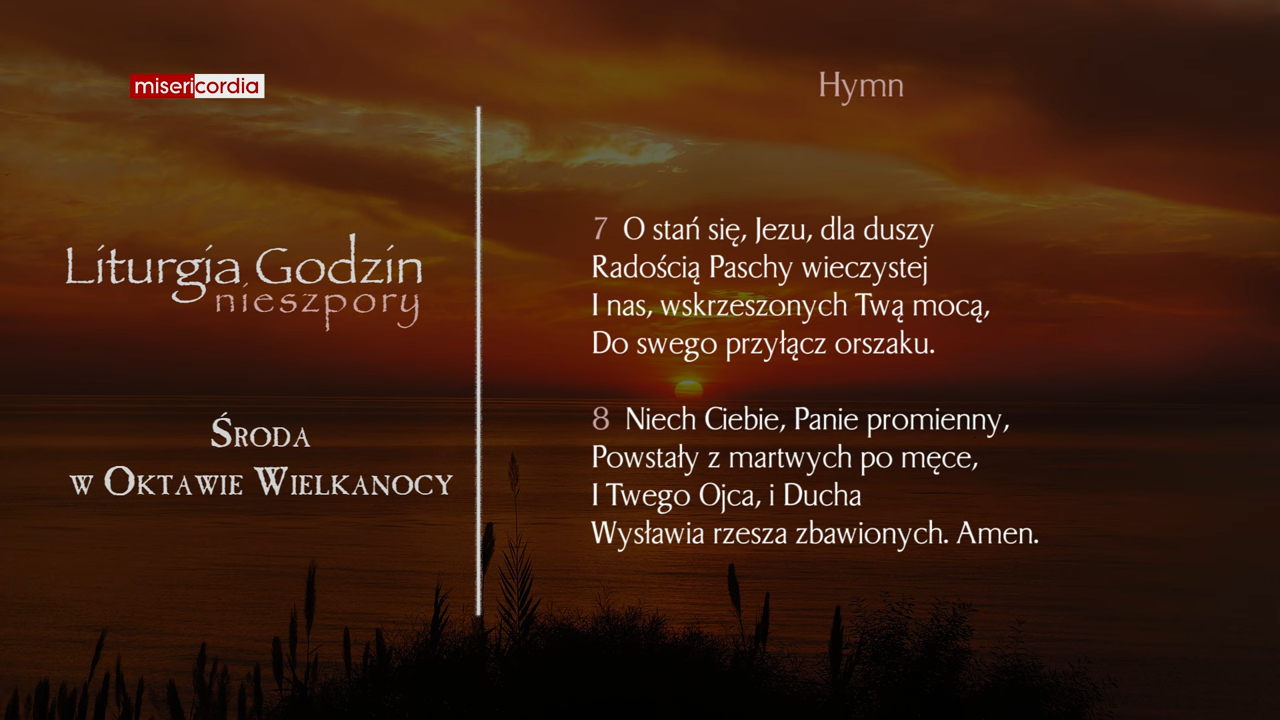 misericordia
Liturgia Godzin
nieszpory
Środa
w Oktawie Wielkanocy
Hymn
7 O stań się, Jezu, dla duszy
Radością Paschy wieczystej
I nas, wskrzeszonych Twą mocą,
Do swego przyłącz orszaku.
8 Niech Ciebie, Panie promienny,
Powstały z martwych po męce,
I Twego Ojca, i Ducha
Wysławia rzesza zbawionych. Amen.